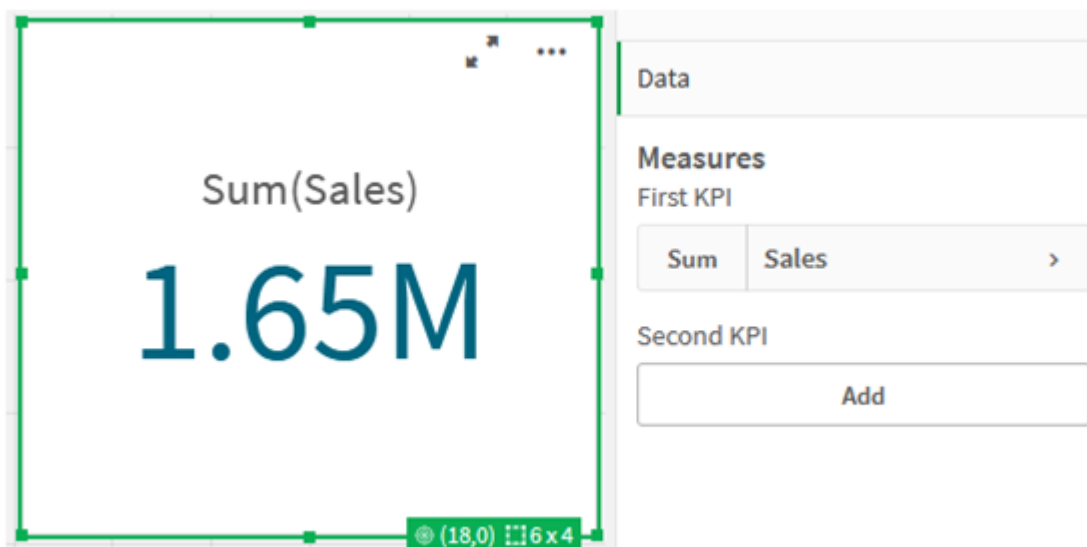 Sum(Sales)
1.65M
(18,0) 6 x 4
Data
Measures
First KPI
Sum Sales
Second KPI
Add